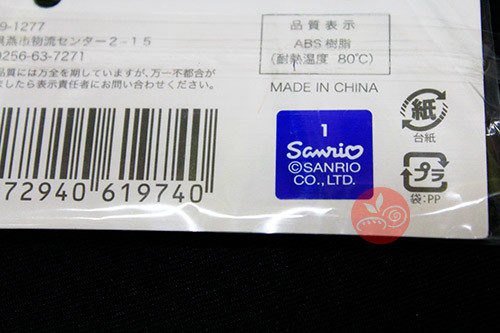 9-1277
燕市物流センター2-15
0256-63-7271
品質には万全を期していますが、万一不都合が
ましたら表示責任者にお問い合わせください。
72940 619740
品質表示
ABS樹脂
(耐熱温度 80℃)
MADE IN CHINA
1
Sanrio
©SANRIO
CO.,LTD.
紙
台紙
プラ
袋:PP